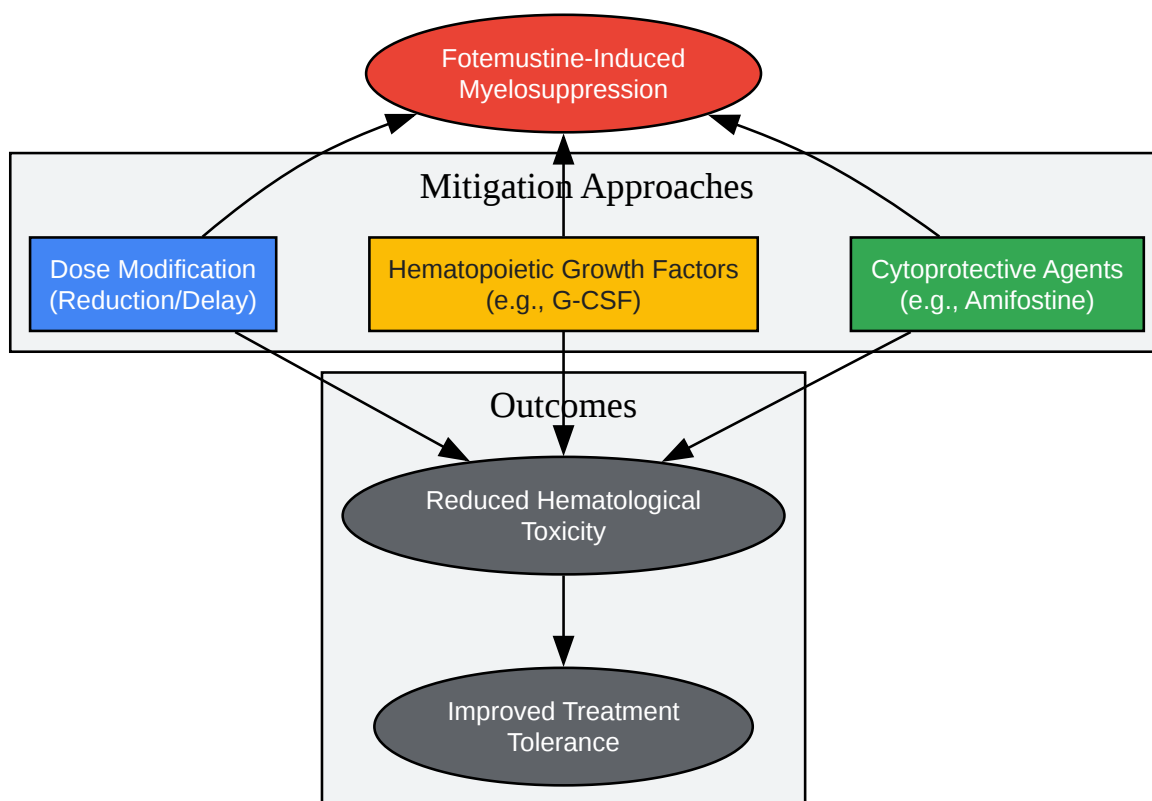 Fotemustine-Induced
Myelosuppression
Mitigation Approaches
Dose Modification
(Reduction/Delay)
Hematopoietic Growth Factors
(e.g., G-CSF)
Cytoprotective Agents
(e.g., Amifostine)
Outcomes
Reduced Hematological
Toxicity
Improved Treatment
Tolerance